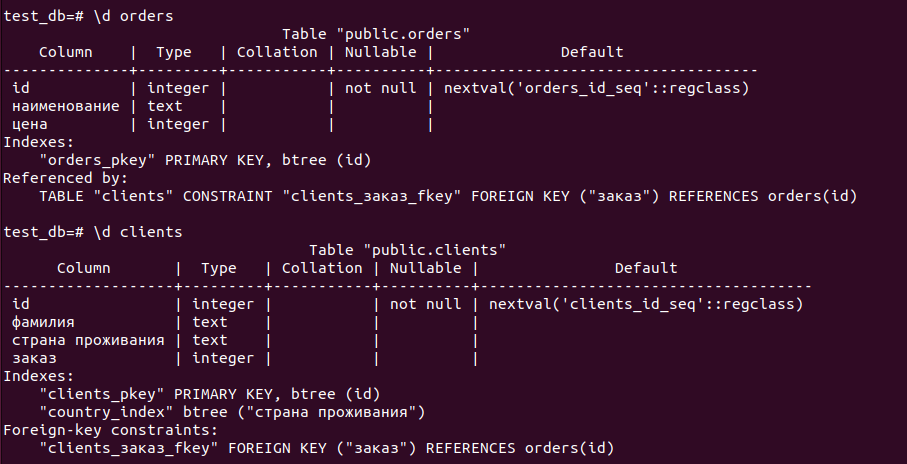 test_db=# \d orders
                               Table "public.orders"
    Column    |  Type   | Collation | Nullable |              Default
--------------+---------+-----------+----------+------------------------------------
 id           | integer |           | not null | nextval('orders_id_seq'::regclass)
 наименование | text    |           |          |
 цена         | integer |           |          |
Indexes:
    "orders_pkey" PRIMARY KEY, btree (id)
Referenced by:
    TABLE "clients" CONSTRAINT "clients_заказ_fkey" FOREIGN KEY ("заказ") REFERENCES orders(id)

test_db=# \d clients
                                  Table "public.clients"
      Column       |  Type   | Collation | Nullable |               Default
-------------------+---------+-----------+----------+-------------------------------------
 id                | integer |           | not null | nextval('clients_id_seq'::regclass)
 фамилия           | text    |           |          |
 страна проживания | text    |           |          |
 заказ             | integer |           |          |
Indexes:
    "clients_pkey" PRIMARY KEY, btree (id)
    "country_index" btree ("страна проживания")
Foreign-key constraints:
    "clients_заказ_fkey" FOREIGN KEY ("заказ") REFERENCES orders(id)